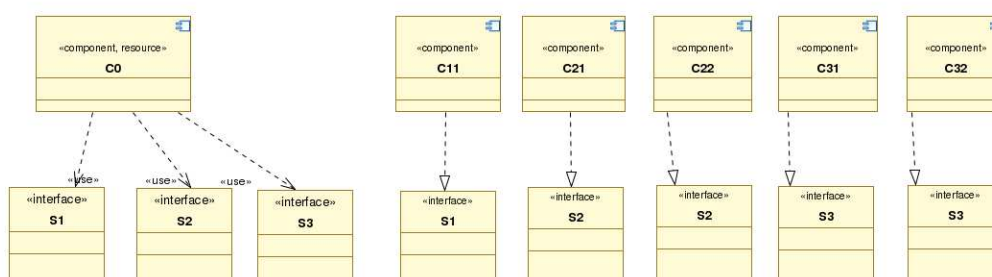 «component, resource»
C0
«component»
C11
«component»
C21
«component»
C22
«component»
C31
«component»
C32
«use»
«use»
«use»
«interface»
S1
«interface»
S2
«interface»
S3
«interface»
S1
«interface»
S2
«interface»
S2
«interface»
S3
«interface»
S3